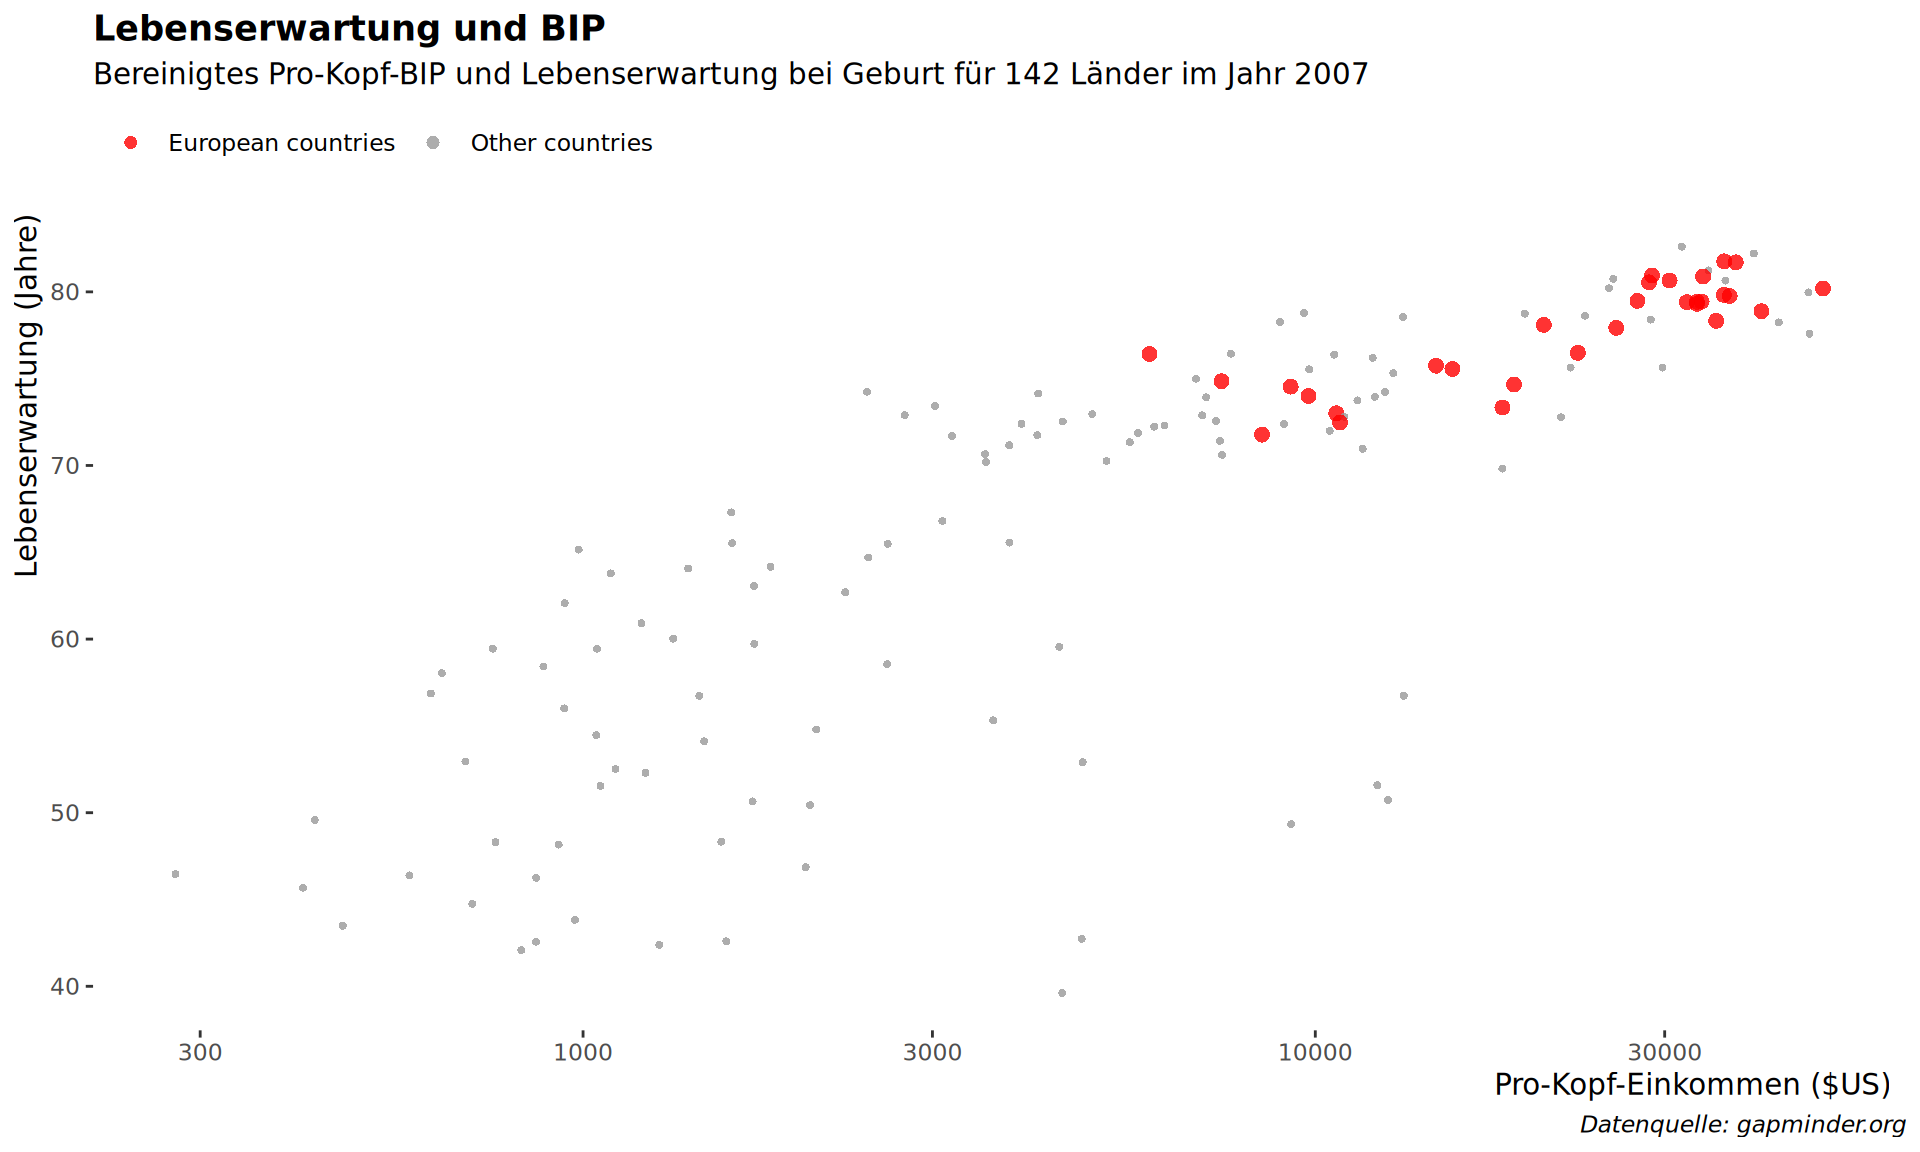 Lebenserwartung und BIP
Bereinigtes Pro-Kopf-BIP und Lebenserwartung bei Geburt für 142 Länder im Jahr 2007
European countries
Other countries
Lebenserwartung (Jahre)
80
70
60
50
40
300
1000
3000
10000
30000
Pro-Kopf-Einkommen ($US)
Datenquelle: gapminder.org